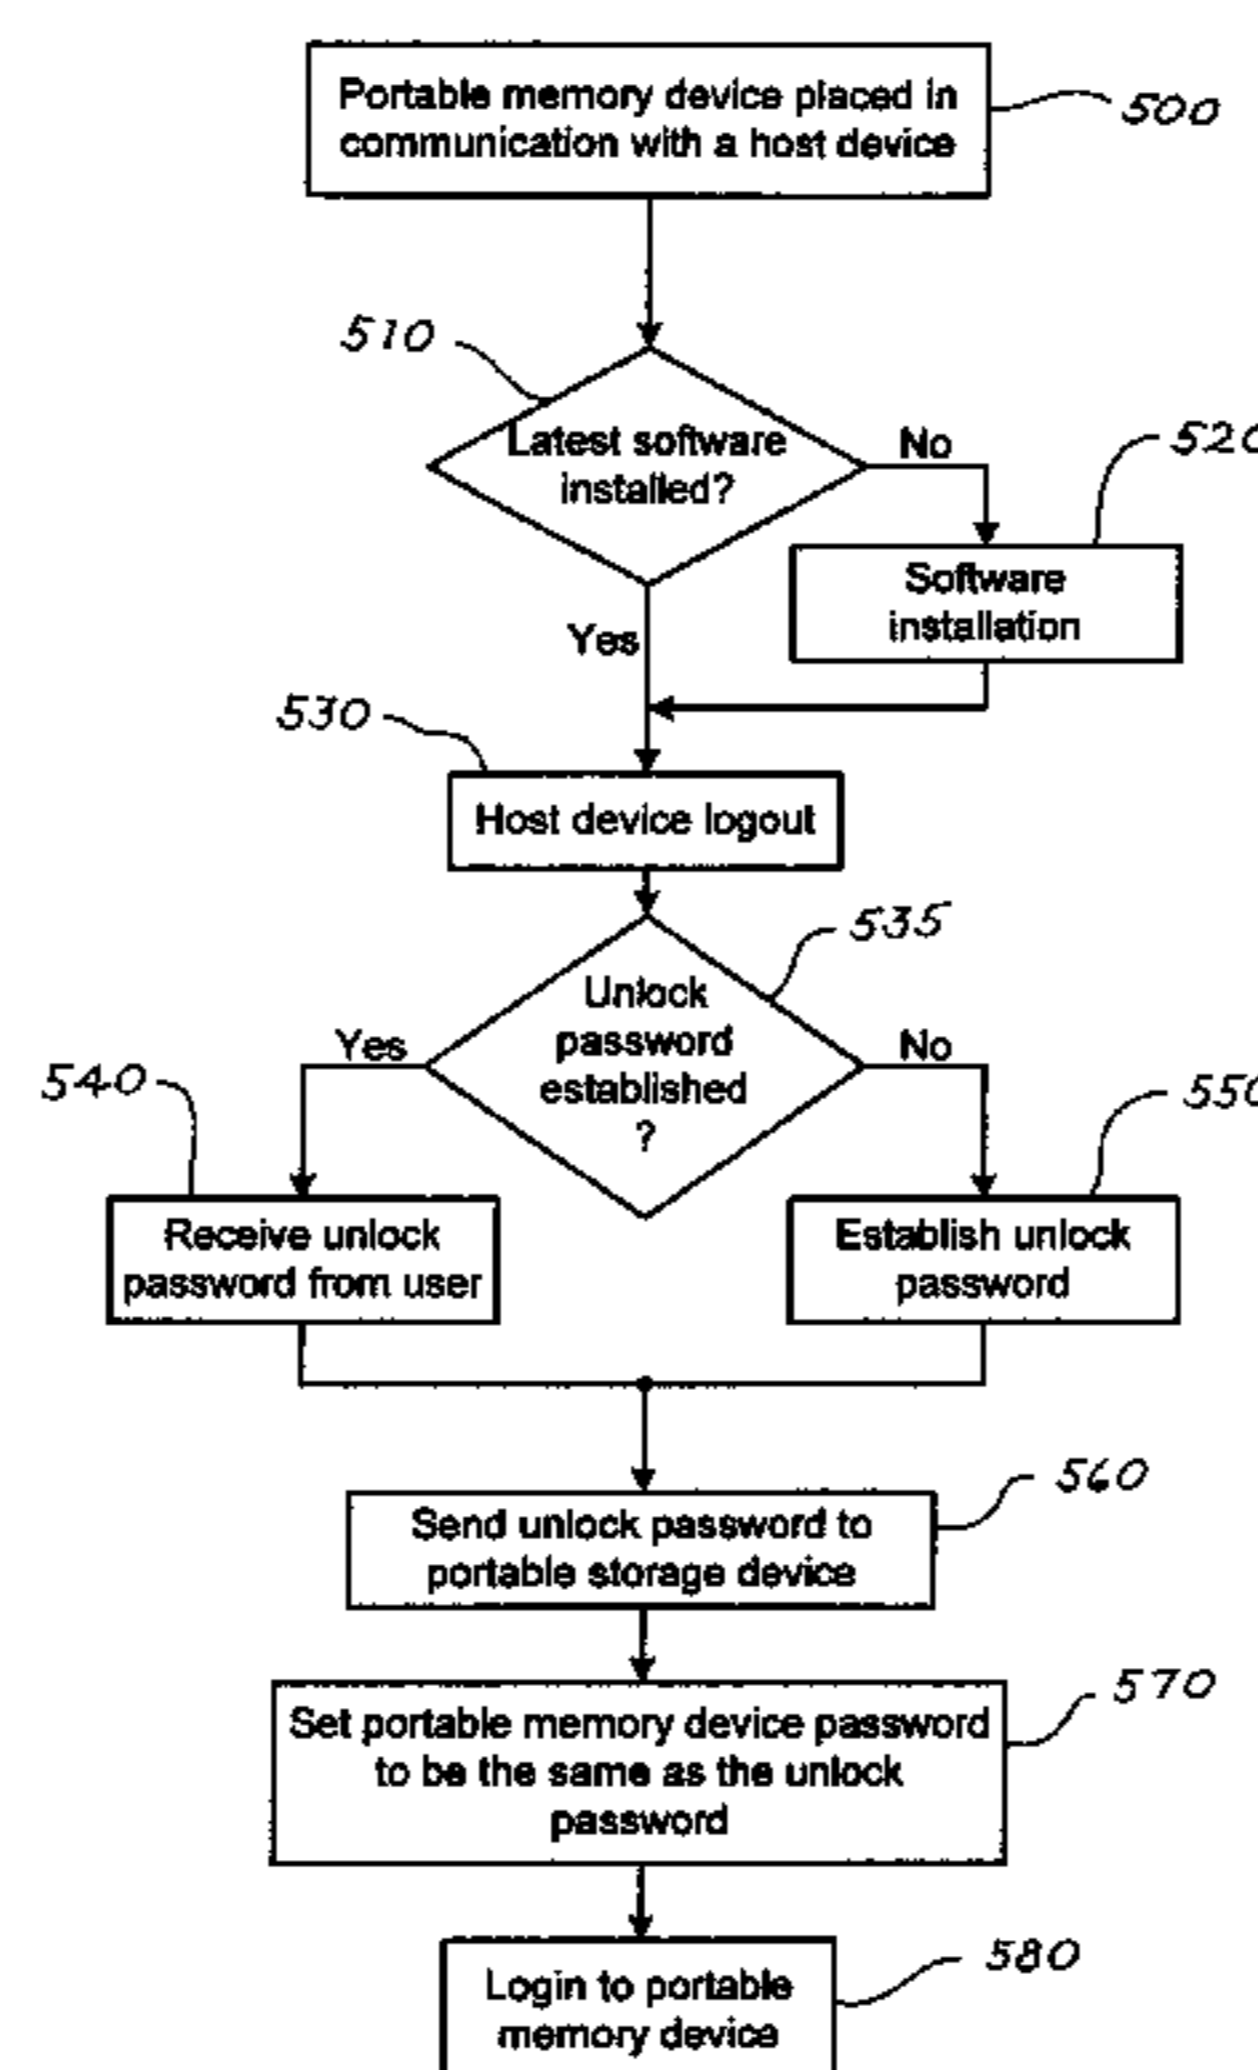 Portable memory device placed in
communication with a host device
500
510
Latest software
installed?
No
520
Software
installation
Yes
530
Host device logout
535
Unlock
password
established
?
Yes
No
540
550
Receive unlock
password from user
Establish unlock
password
560
Send unlock password to
portable storage device
570
Set portable memory device password
to be the same as the unlock
password
580
Login to portable
memory device